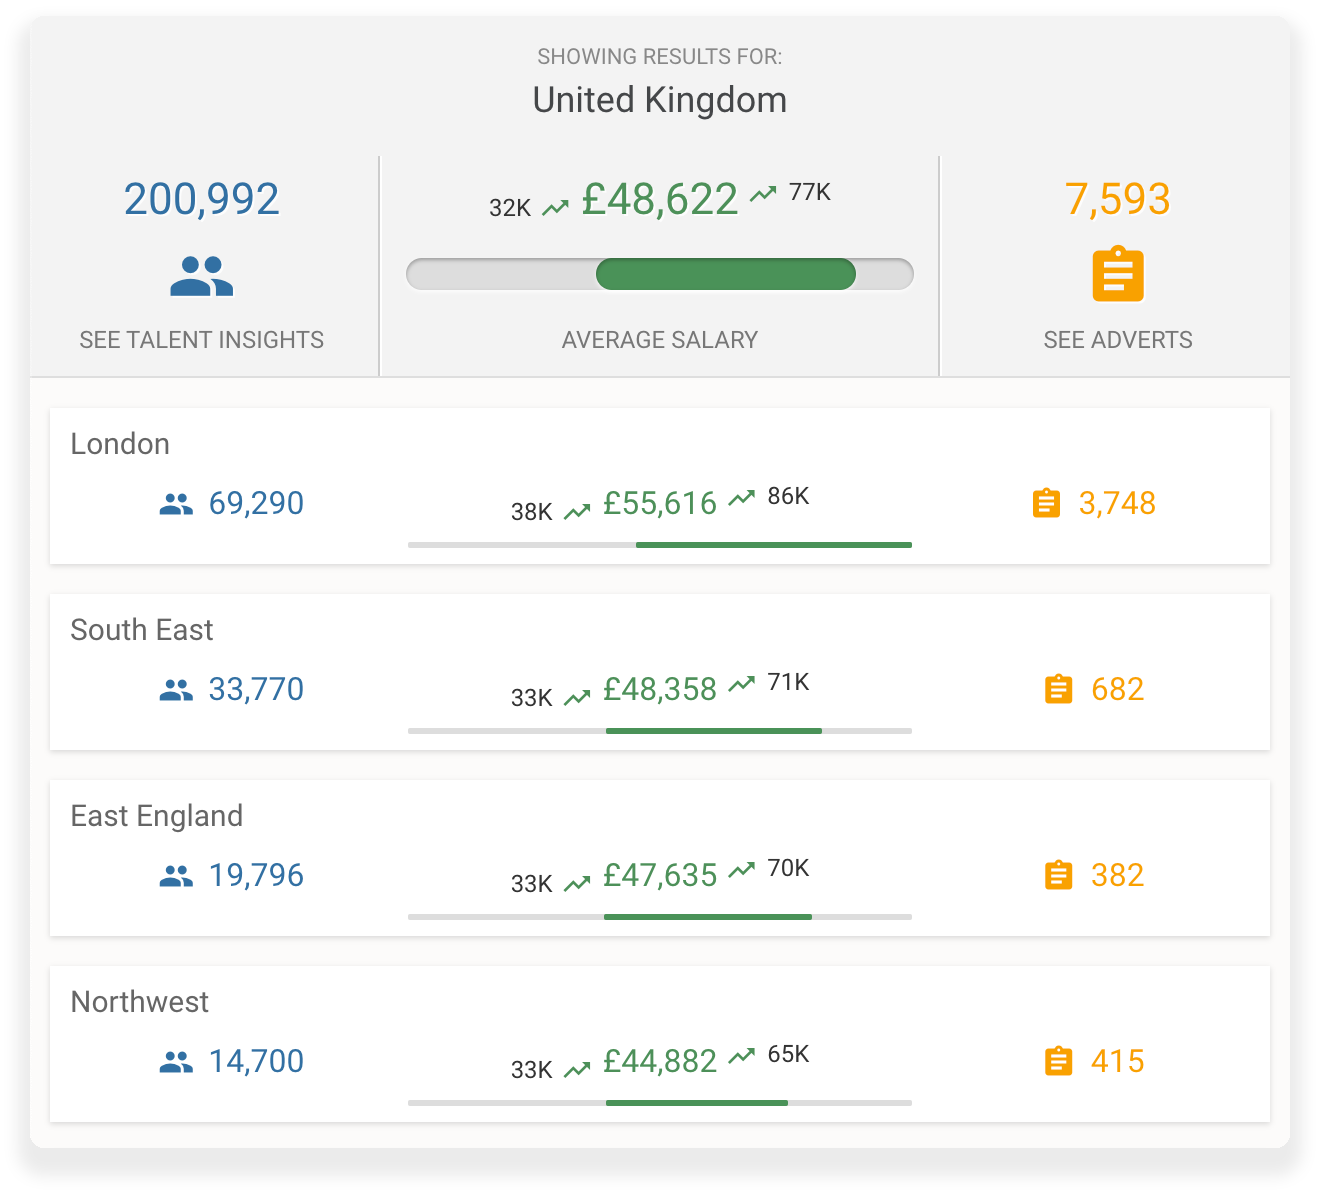 SHOWING RESULTS FOR:
United Kingdom
200,992 32K £48,622 77K 7,593
SEE TALENT INSIGHTS AVERAGE SALARY SEE ADVERTS
London
69,290 38K £55,616 86K 3,748
South East
33,770 33K £48,358 71K 682
East England
19,796 33K £47,635 70K 382
Northwest
14,700 33K £44,882 65K 415